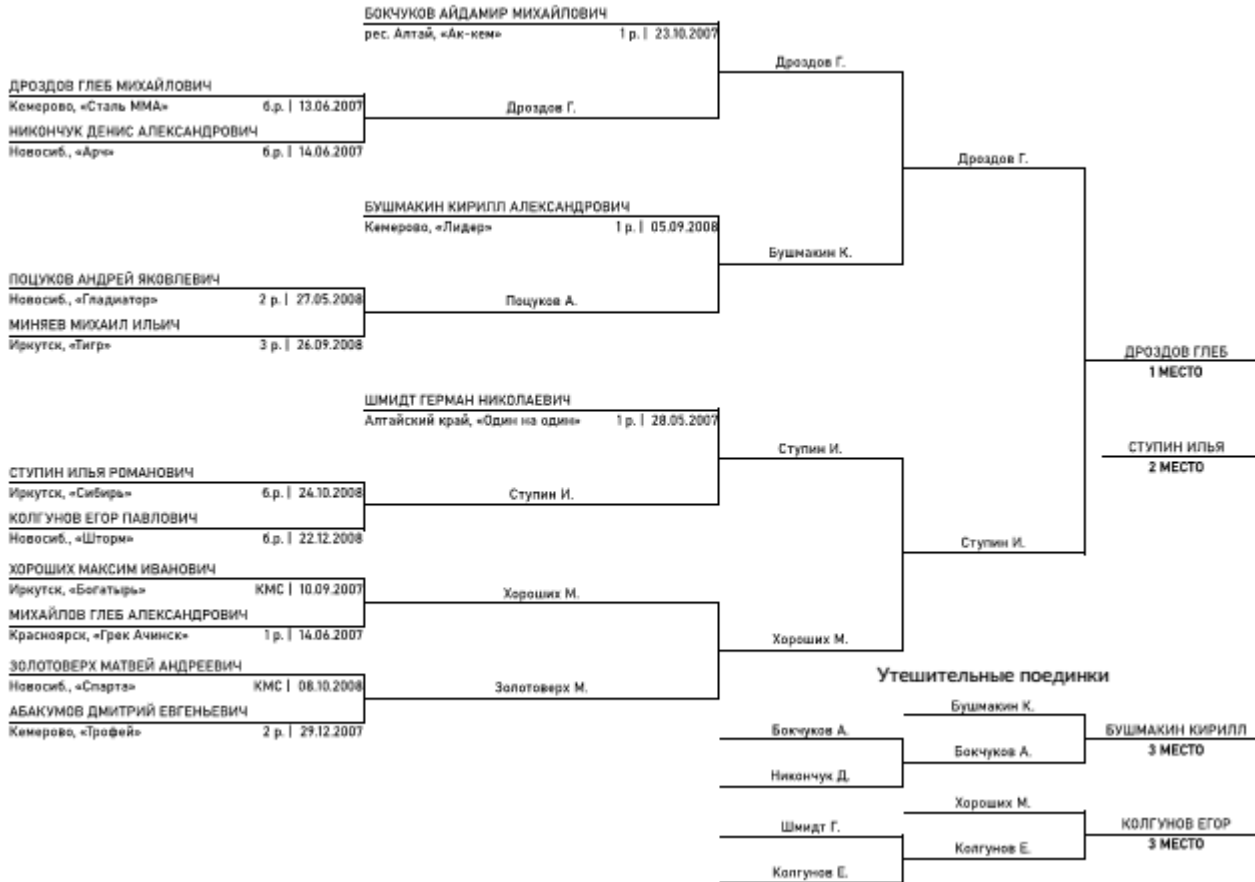 БОКЧУКОВ АЙДАМИР МИХАЙЛОВИЧ
рес. Алтай, «Ак-кем» 1 р. | 23.10.2007
Дроздов Г.
ДРОЗДОВ ГЛЕБ МИХАЙЛОВИЧ
Кемерово, «Сталь ММА» б.р. | 13.06.2007
Дроздов Г.
НИКОНЧУК ДЕНИС АЛЕКСАНДРОВИЧ
Новосиб., «Арч» б.р. | 14.06.2007
Дроздов Г.
БУШМАКИН КИРИЛЛ АЛЕКСАНДРОВИЧ
Кемерово, «Лидер» 1 р. | 05.09.2008
Бушмакин К.
ПОЦУКОВ АНДРЕЙ ЯКОВЛЕВИЧ
Новосиб., «Гладиатор» 2 р. | 27.05.2008
Поцуков А.
МИНЯЕВ МИХАИЛ ИЛЬИЧ
Иркутск, «Тигр» 3 р. | 26.09.2008
ДРОЗДОВ ГЛЕБ
1 МЕСТО
ШМИДТ ГЕРМАН НИКОЛАЕВИЧ
Алтайский край, «Один на один» 1 р. | 28.05.2007
Ступин И.
СТУПИН ИЛЬЯ
2 МЕСТО
СТУПИН ИЛЬЯ РОМАНОВИЧ
Иркутск, «Сибирь» б.р. | 24.10.2008
Ступин И.
КОЛГУНОВ ЕГОР ПАВЛОВИЧ
Новосиб., «Шторм» б.р. | 22.12.2008
Ступин И.
ХОРОШИХ МАКСИМ ИВАНОВИЧ
Иркутск, «Богатырь» КМС | 10.09.2007
Хороших М.
МИХАЙЛОВ ГЛЕБ АЛЕКСАНДРОВИЧ
Красноярск, «Грек Ачинск» 1 р. | 14.06.2007
Хороших М.
ЗОЛОТОВЕРХ МАТВЕЙ АНДРЕЕВИЧ
Новосиб., «Спарта» КМС | 08.10.2008
Золотоверх М.
АБАКУМОВ ДМИТРИЙ ЕВГЕНЬЕВИЧ
Кемерово, «Трофей» 2 р. | 29.12.2007
Утешительные поединки
Бушмакин К.
Бокчуков А.
БУШМАКИН КИРИЛЛ
3 МЕСТО
Бокчуков А.
Никончук Д.
Хороших М.
Шмидт Г.
КОЛГУНОВ ЕГОР
3 МЕСТО
Колгунов Е.
Колгунов Е.